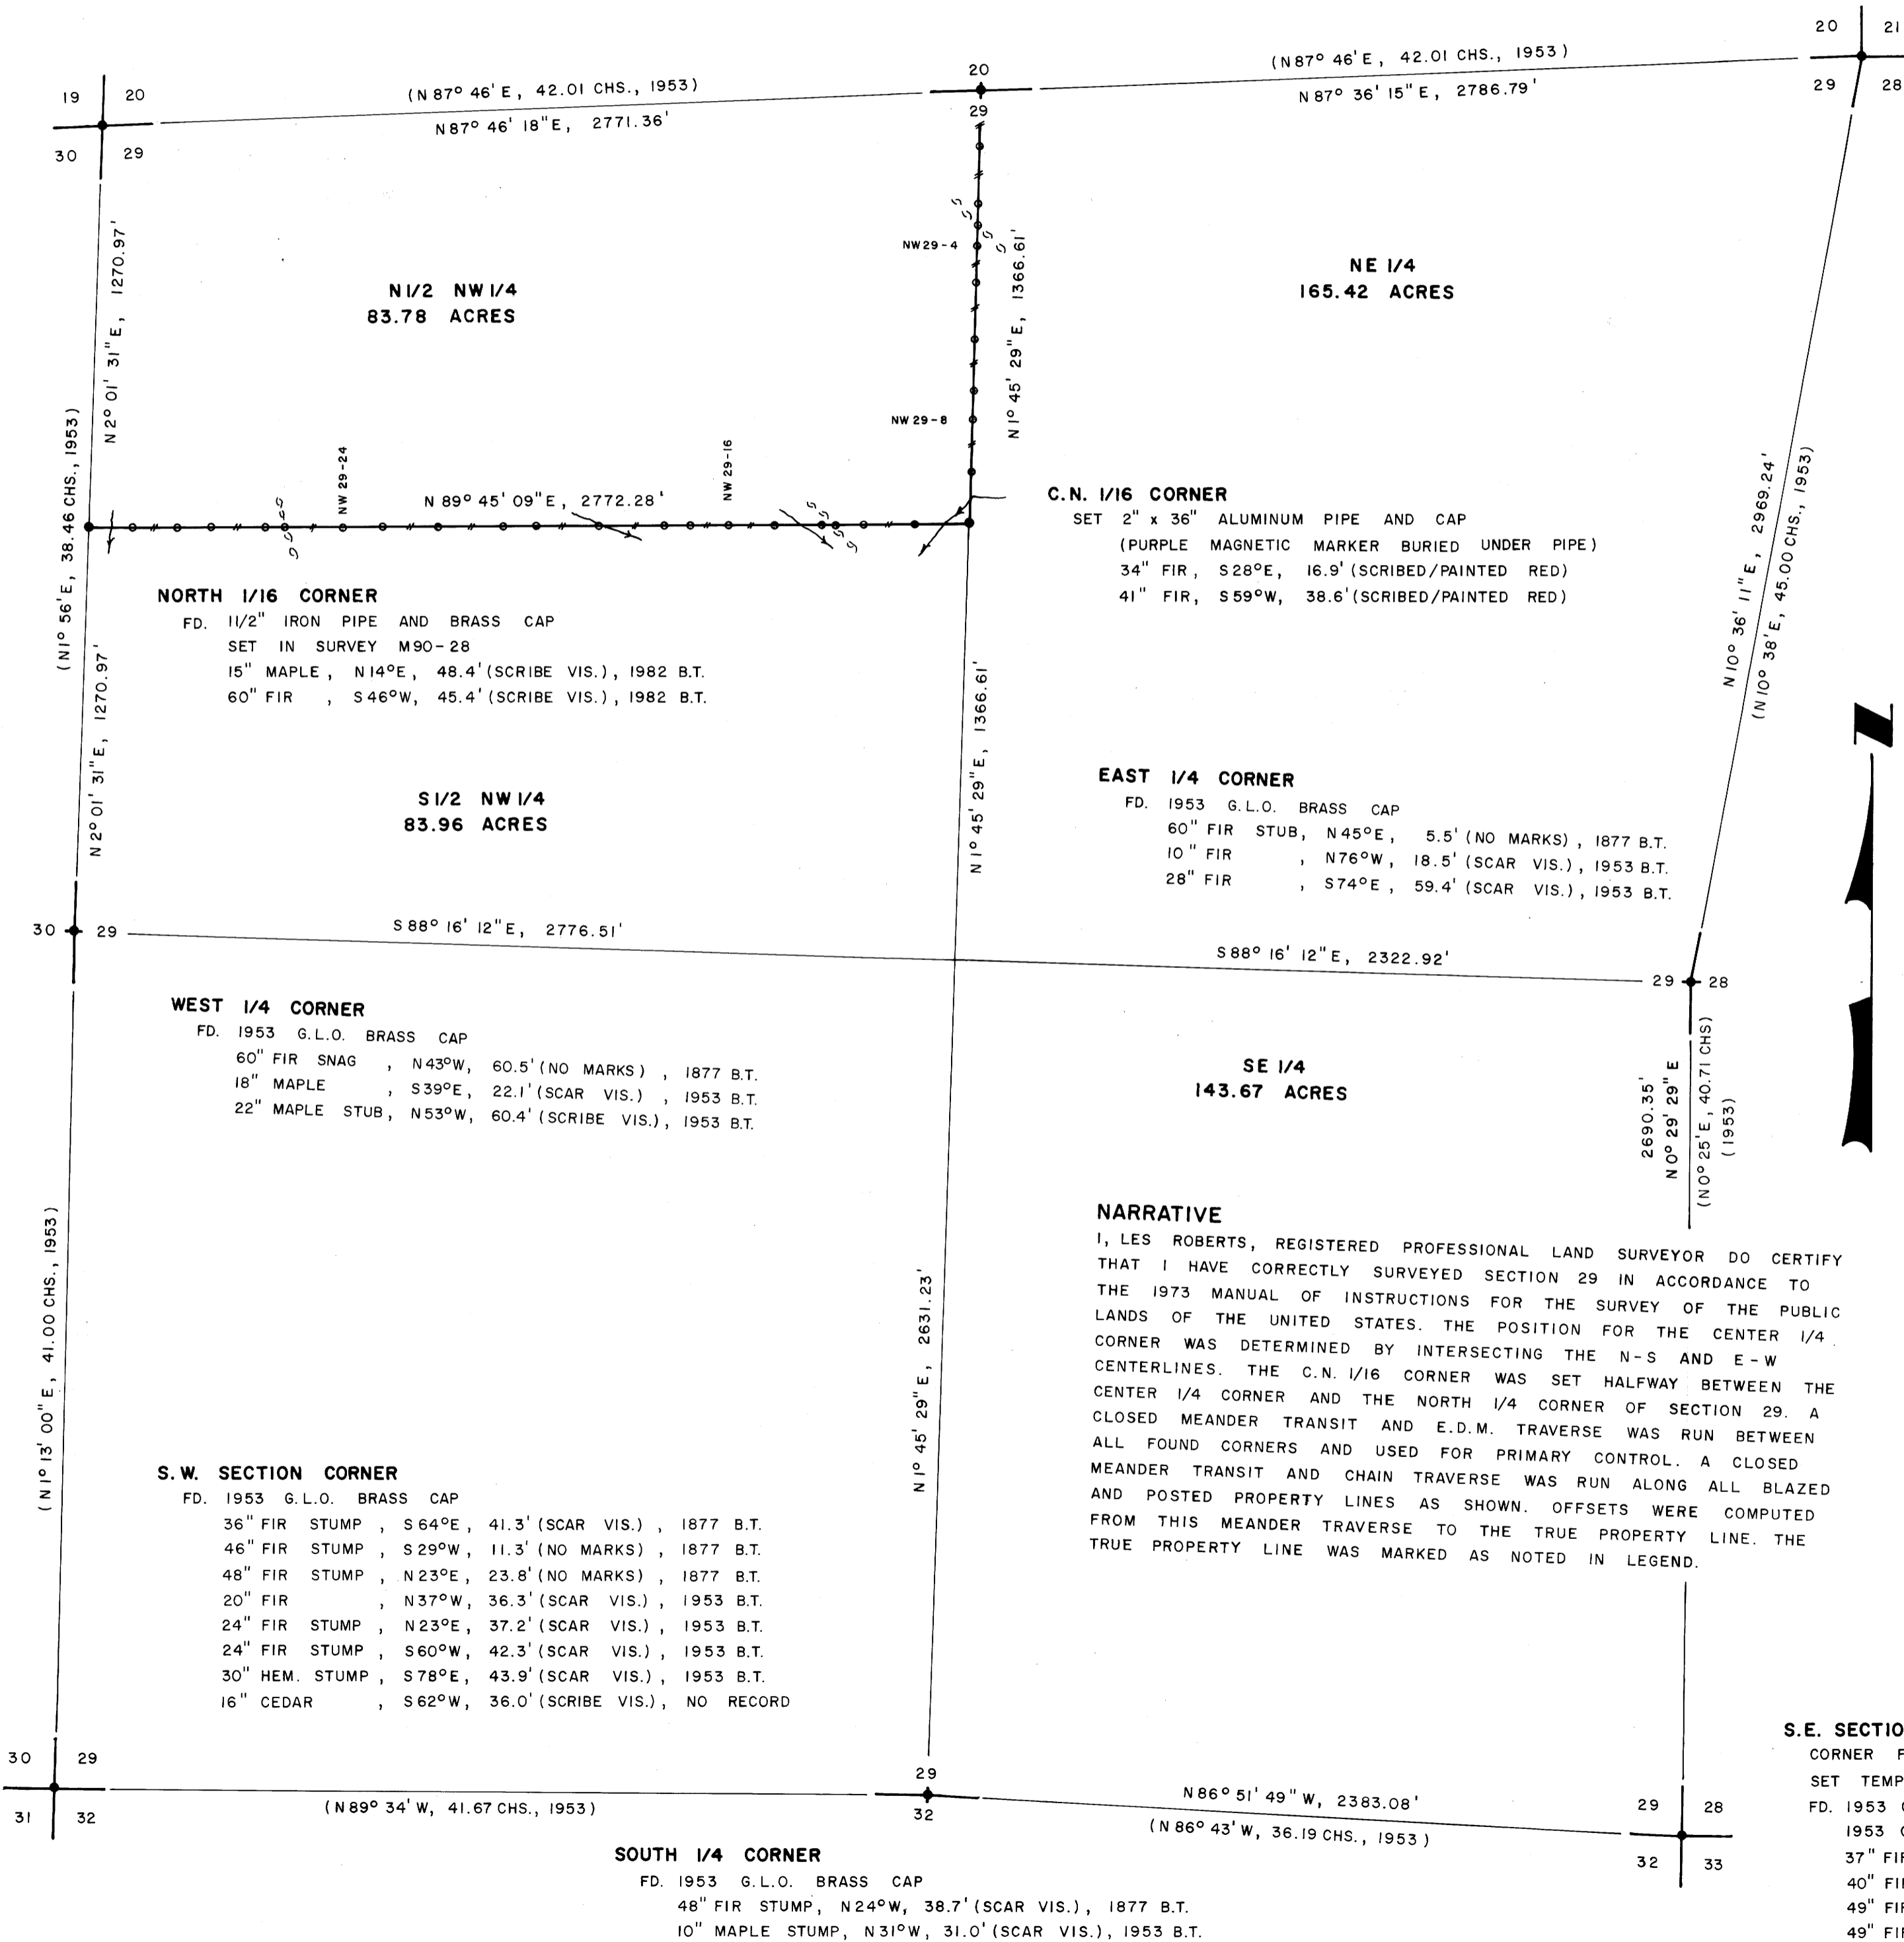 20 21
29 28
(N 87° 46' E, 42.01 CHS., 1953)
N 87° 36' 15" E, 2786.79'
20
29
(N 87° 46' E, 42.01 CHS., 1953)
N 87° 46' 18" E, 2771.36'
19 20
30 29
N 2° 01' 31" E, 1270.97'
N 1/2 NW 1/4
83.78 ACRES
NW 29-4
N 1° 45' 29" E, 1366.61'
NE 1/4
165.42 ACRES
NW 29-8
(N 1° 56' E, 38.46 CHS., 1953)
NW 29-24
N 89° 45' 09" E, 2772.28'
NW 29-16
C.N. 1/16 CORNER
SET 2" x 36" ALUMINUM PIPE AND CAP
(PURPLE MAGNETIC MARKER BURIED UNDER PIPE)
34" FIR, S 28° E, 16.9' (SCRIBED/PAINTED RED)
41" FIR, S 59° W, 38.6' (SCRIBED/PAINTED RED)
N 10° 36' 11" E, 2969.24'
(N 10° 38' E, 45.00 CHS., 1953)
NORTH 1/16 CORNER
FD. 1 1/2" IRON PIPE AND BRASS CAP
SET IN SURVEY M90-28
15" MAPLE, N 14° E, 48.4' (SCRIBE VIS.), 1982 B.T.
60" FIR , S 46° W, 45.4' (SCRIBE VIS.), 1982 B.T.
N 2° 01' 31" E, 1270.97'
N 1° 45' 29" E, 1366.61'
Z
S 1/2 NW 1/4
83.96 ACRES
EAST 1/4 CORNER
FD. 1953 G.L.O. BRASS CAP
60" FIR STUB, N 45° E, 5.5' (NO MARKS), 1877 B.T.
10" FIR , N 76° W, 18.5' (SCAR VIS.), 1953 B.T.
28" FIR , S 74° E, 59.4' (SCAR VIS.), 1953 B.T.
30 29
S 88° 16' 12" E, 2776.51'
S 88° 16' 12" E, 2322.92'
29 28
WEST 1/4 CORNER
FD. 1953 G.L.O. BRASS CAP
60" FIR SNAG , N 43° W, 60.5' (NO MARKS) , 1877 B.T.
18" MAPLE , S 39° E, 22.1' (SCAR VIS.) , 1953 B.T.
22" MAPLE STUB, N 53° W, 60.4' (SCRIBE VIS.), 1953 B.T.
SE 1/4
143.67 ACRES
2690.35'
N 0° 29' 29" E
(N 0° 25' E, 40.71 CHS)
(1953)
NARRATIVE
I, LES ROBERTS, REGISTERED PROFESSIONAL LAND SURVEYOR DO CERTIFY
THAT I HAVE CORRECTLY SURVEYED SECTION 29 IN ACCORDANCE TO
THE 1973 MANUAL OF INSTRUCTIONS FOR THE SURVEY OF THE PUBLIC
LANDS OF THE UNITED STATES. THE POSITION FOR THE CENTER 1/4
CORNER WAS DETERMINED BY INTERSECTING THE N-S AND E-W
CENTERLINES. THE C.N. 1/16 CORNER WAS SET HALFWAY BETWEEN THE
CENTER 1/4 CORNER AND THE NORTH 1/4 CORNER OF SECTION 29. A
CLOSED MEANDER TRANSIT AND E.D.M. TRAVERSE WAS RUN BETWEEN
ALL FOUND CORNERS AND USED FOR PRIMARY CONTROL. A CLOSED
MEANDER TRANSIT AND CHAIN TRAVERSE WAS RUN ALONG ALL BLAZED
AND POSTED PROPERTY LINES AS SHOWN. OFFSETS WERE COMPUTED
FROM THIS MEANDER TRAVERSE TO THE TRUE PROPERTY LINE. THE
TRUE PROPERTY LINE WAS MARKED AS NOTED IN LEGEND.
(N 1° 13' 00" E, 41.00 CHS., 1953)
N 1° 45' 29" E, 2631.23'
S.W. SECTION CORNER
FD. 1953 G.L.O. BRASS CAP
36" FIR STUMP , S 64° E, 41.3' (SCAR VIS.) , 1877 B.T.
46" FIR STUMP , S 29° W, 11.3' (NO MARKS) , 1877 B.T.
48" FIR STUMP , N 23° E, 23.8' (NO MARKS) , 1877 B.T.
20" FIR , N 37° W, 36.3' (SCAR VIS.) , 1953 B.T.
24" FIR STUMP , N 23° E, 37.2' (SCAR VIS.) , 1953 B.T.
24" FIR STUMP , S 60° W, 42.3' (SCAR VIS.) , 1953 B.T.
30" HEM. STUMP , S 78° E, 43.9' (SCAR VIS.) , 1953 B.T.
16" CEDAR , S 62° W, 36.0' (SCRIBE VIS.), NO RECORD
30 29
31 32
(N 89° 34' W, 41.67 CHS., 1953)
29
32
N 86° 51' 49" W, 2383.08'
(N 86° 43' W, 36.19 CHS., 1953)
29 28
32 33
SOUTH 1/4 CORNER
FD. 1953 G.L.O. BRASS CAP
48" FIR STUMP, N 24° W, 38.7' (SCAR VIS.), 1877 B.T.
10" MAPLE STUMP, N 31° W, 31.0' (SCAR VIS.), 1953 B.T.
S.E. SECTIO
CORNER F
SET TEMP
FD. 1953
1953
37" FIR
40" FIR
49" FIR
49" FIR